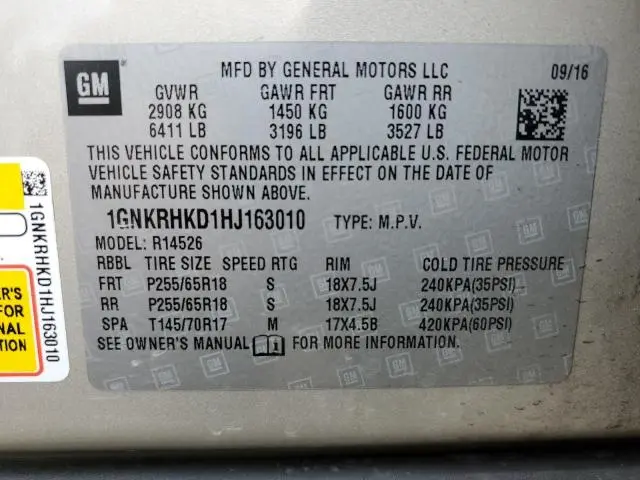 GM
MFD BY GENERAL MOTORS LLC 09/16
GVWR GAWR FRT GAWR RR
2908 KG 1450 KG 1600 KG
6411 LB 3196 LB 3527 LB
THIS VEHICLE CONFORMS TO ALL APPLICABLE U.S. FEDERAL MOTOR
VEHICLE SAFETY STANDARDS IN EFFECT ON THE DATE OF
MANUFACTURE SHOWN ABOVE.
1GNKRHKD1HJ163010 TYPE: M.P.V.
MODEL: R14526
RBBL TIRE SIZE SPEED RTG RIM COLD TIRE PRESSURE
FRT P255/65R18 S 18X7.5J 240KPA(35PSI)
RR P255/65R18 S 18X7.5J 240KPA(35PSI)
SPA T145/70R17 M 17X4.5B 420KPA(60PSI)
SEE OWNER'S MANUAL i FOR MORE INFORMATION.
1GNKRHKD1HJ163010
R'S
FOR
NAL
TION